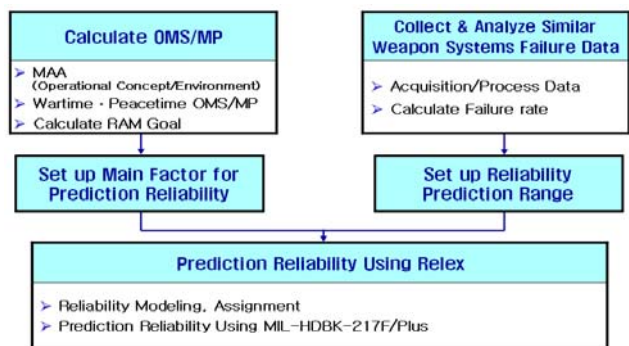 Calculate OMS/MP
➢ MAA
(Operational Concept/Environment)
➢ Wartime · Peacetime OMS/MP
➢ Calculate RAM Goal
Collect & Analyze Similar
Weapon Systems Failure Data
➢ Acquisition/Process Data
➢ Calculate Failure rate
Set up Main Factor for
Prediction Reliability
Set up Reliability
Prediction Range
Prediction Reliability Using Relex
➢ Reliability Modeling, Assignment
➢ Prediction Reliability Using MIL-HDBK-217F/Plus